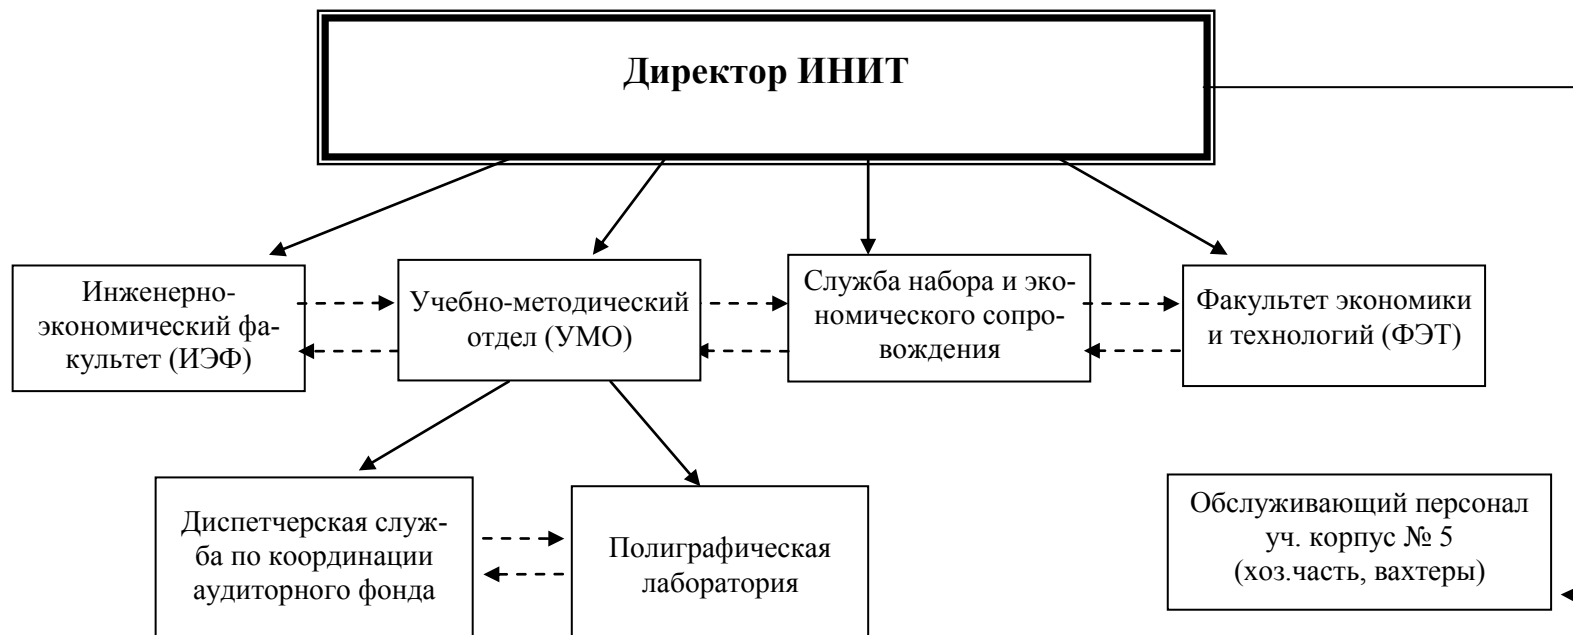 Директор ИНИТ
Инженерно-
экономический фа-
культет (ИЭФ)
Учебно-методический
отдел (УМО)
Служба набора и эко-
номического сопро-
вождения
Факультет экономики
и технологий (ФЭТ)
Диспетчерская служ-
ба по координации
аудиторного фонда
Полиграфическая
лаборатория
Обслуживающий персонал
уч. корпус № 5
(хоз.часть, вахтеры)